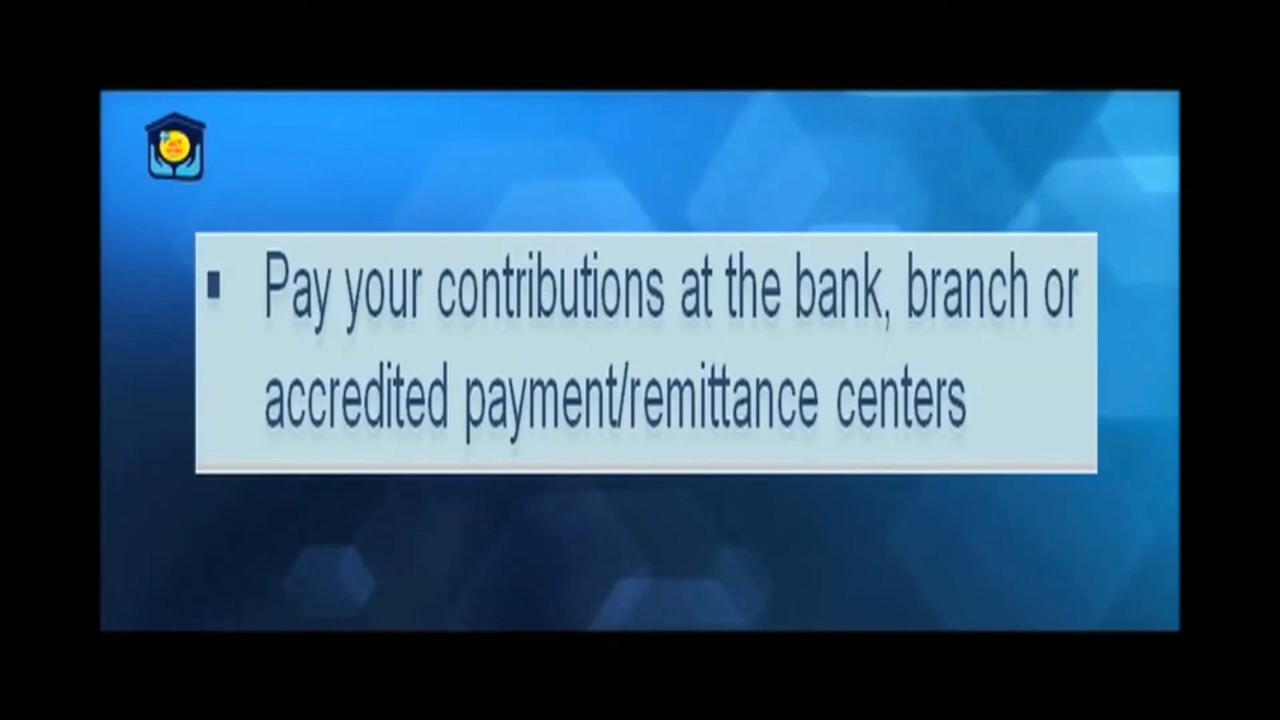 ▪ Pay your contributions at the bank, branch or
accredited payment/remittance centers